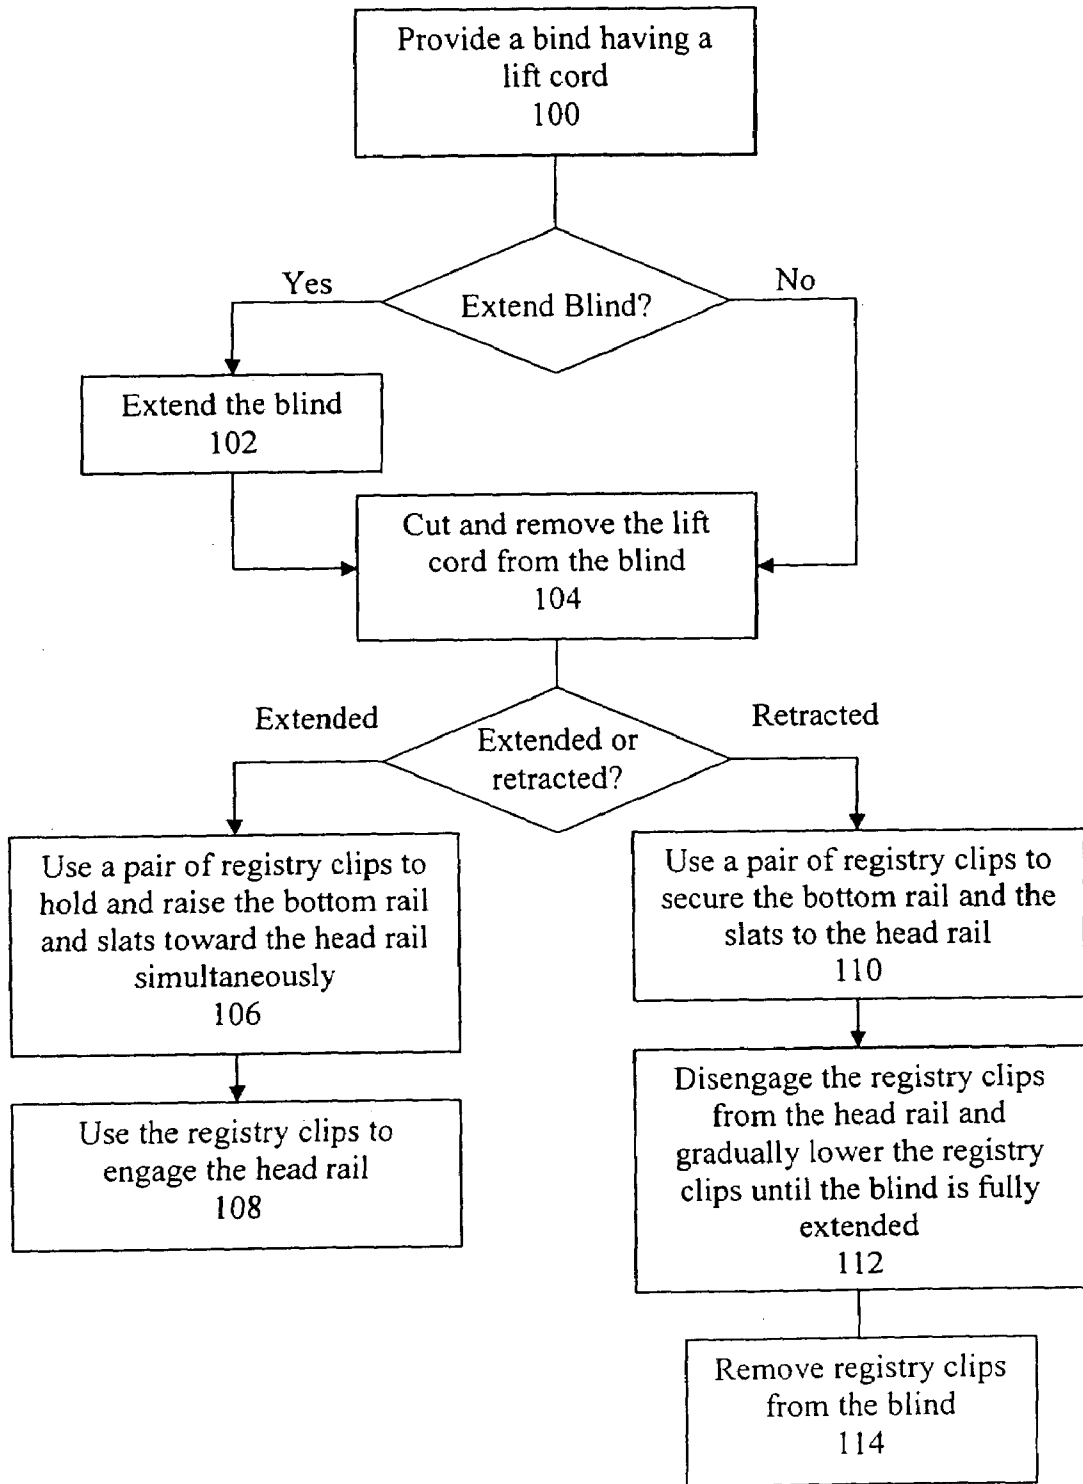 Provide a bind having a
lift cord
100
Extend Blind?
Yes
No
Extend the blind
102
Cut and remove the lift
cord from the blind
104
Extended or
retracted?
Extended
Retracted
Use a pair of registry clips to
hold and raise the bottom rail
and slats toward the head rail
simultaneously
106
Use the registry clips to
engage the head rail
108
Use a pair of registry clips to
secure the bottom rail and the
slats to the head rail
110
Disengage the registry clips
from the head rail and
gradually lower the registry
clips until the blind is fully
extended
112
Remove registry clips
from the blind
114